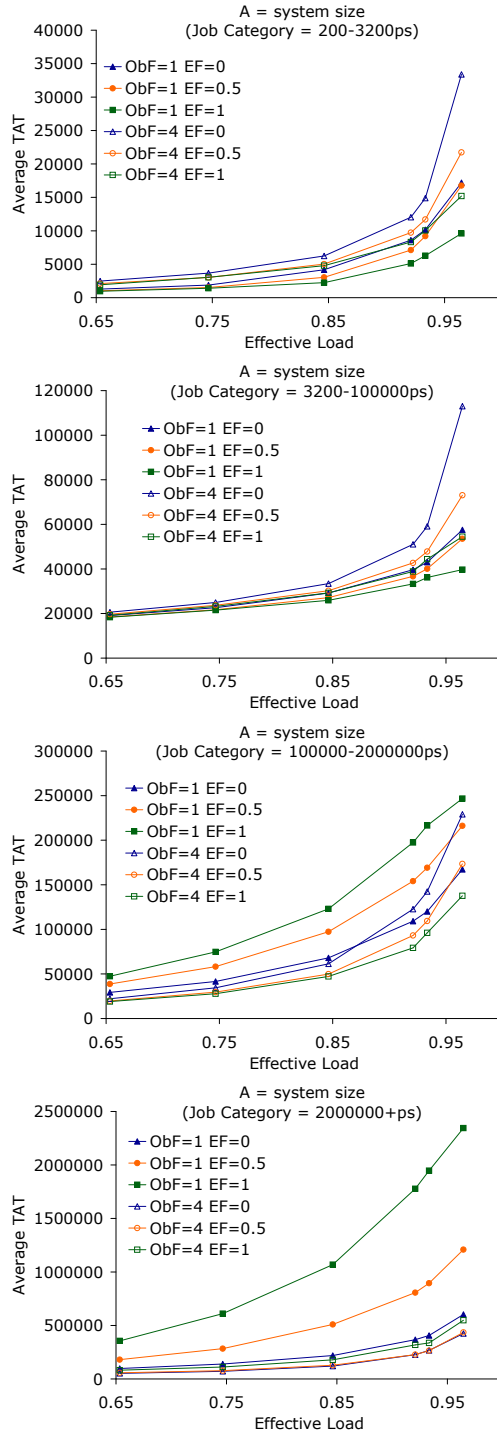 A = system size
(Job Category = 200-3200ps)
40000
35000
30000
25000
20000
15000
10000
5000
0
Average TAT
ObF=1 EF=0
ObF=1 EF=0.5
ObF=1 EF=1
ObF=4 EF=0
ObF=4 EF=0.5
ObF=4 EF=1
0.65 0.75 0.85 0.95
Effective Load
A = system size
(Job Category = 3200-100000ps)
120000
100000
80000
60000
40000
20000
0
Average TAT
ObF=1 EF=0
ObF=1 EF=0.5
ObF=1 EF=1
ObF=4 EF=0
ObF=4 EF=0.5
ObF=4 EF=1
0.65 0.75 0.85 0.95
Effective Load
A = system size
(Job Category = 100000-2000000ps)
300000
250000
200000
150000
100000
50000
0
Average TAT
ObF=1 EF=0
ObF=1 EF=0.5
ObF=1 EF=1
ObF=4 EF=0
ObF=4 EF=0.5
ObF=4 EF=1
0.65 0.75 0.85 0.95
Effective Load
A = system size
(Job Category = 2000000+ps)
2500000
2000000
1500000
1000000
500000
0
Average TAT
ObF=1 EF=0
ObF=1 EF=0.5
ObF=1 EF=1
ObF=4 EF=0
ObF=4 EF=0.5
ObF=4 EF=1
0.65 0.75 0.85 0.95
Effective Load